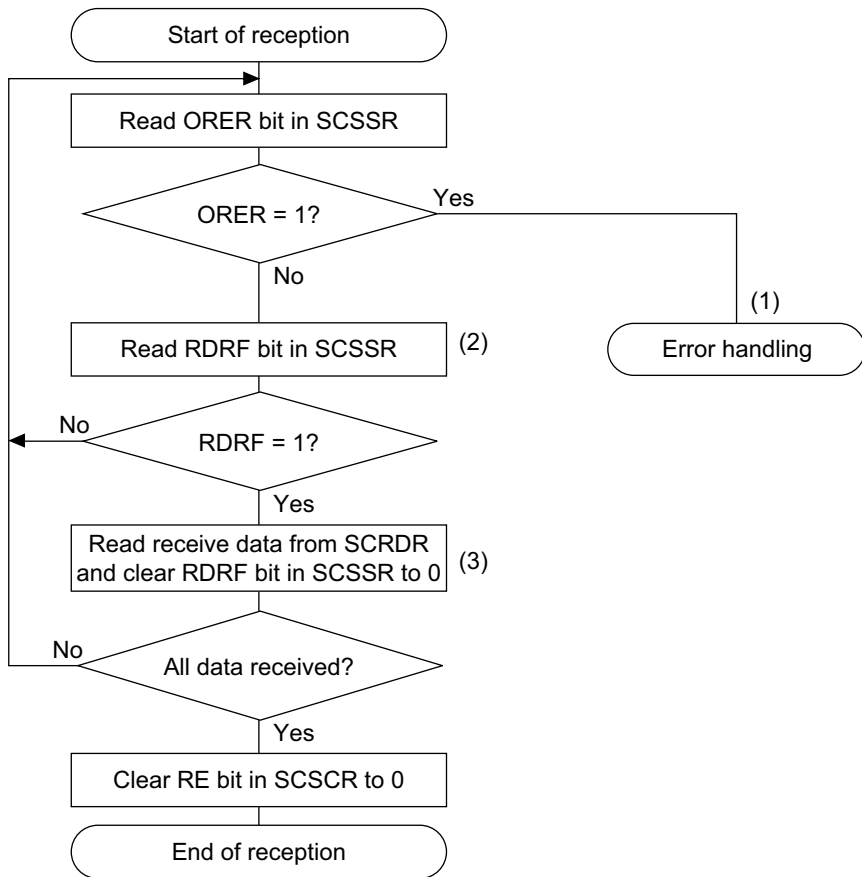 Start of reception
Read ORER bit in SCSSR
Yes
ORER = 1?
No
(1)
Read RDRF bit in SCSSR
(2)
Error handling
No
RDRF = 1?
Yes
Read receive data from SCRDR
and clear RDRF bit in SCSSR to 0
(3)
No
All data received?
Yes
Clear RE bit in SCSCR to 0
End of reception